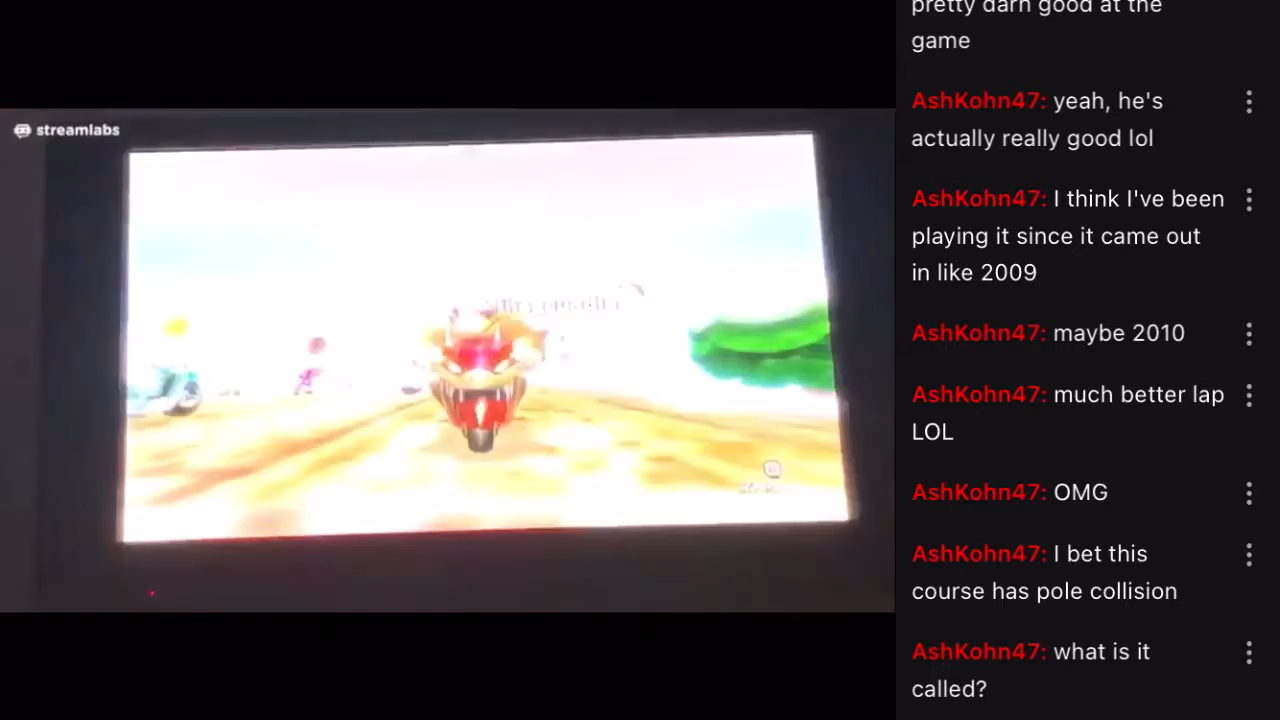 streamlabs
pretty darn good at the
game
AshKohn47: yeah, he's
actually really good lol
AshKohn47: I think I've been
playing it since it came out
in like 2009
AshKohn47: maybe 2010
AshKohn47: much better lap
LOL
AshKohn47: OMG
AshKohn47: I bet this
course has pole collision
AshKohn47: what is it
called?